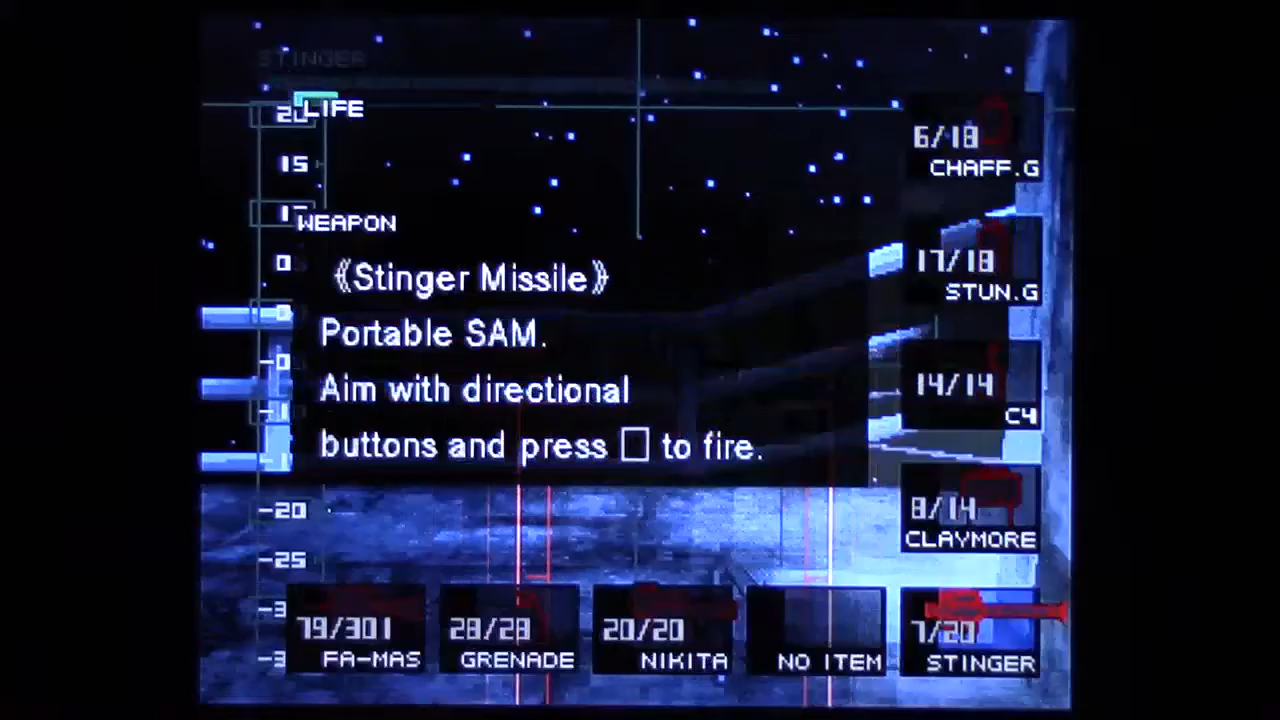 STINGER
LIFE
20
15
WEAPON
0
《Stinger Missile》
Portable SAM.
Aim with directional
buttons and press □ to fire.
-20
-25
6/18
CHAFF.G
17/18
STUN.G
14/14
C4
8/14
CLAYMORE
79/301
FA-MAS
28/28
GRENADE
20/20
NIKITA
NO ITEM
7/20
STINGER